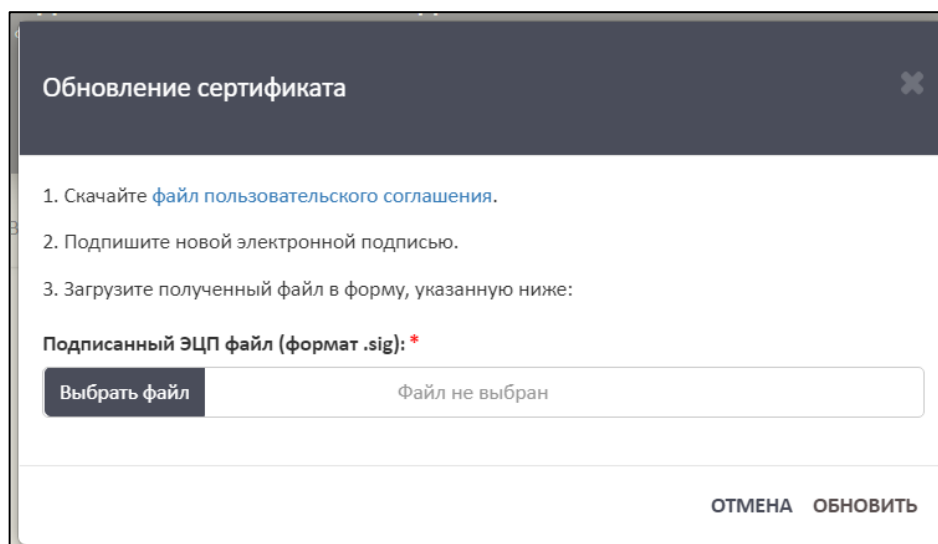 Обновление сертификата
1. Скачайте файл пользовательского соглашения.
2. Подпишите новой электронной подписью.
3. Загрузите полученный файл в форму, указанную ниже:
Подписанный ЭЦП файл (формат .sig): *
Выбрать файл Файл не выбран
ОТМЕНА ОБНОВИТЬ